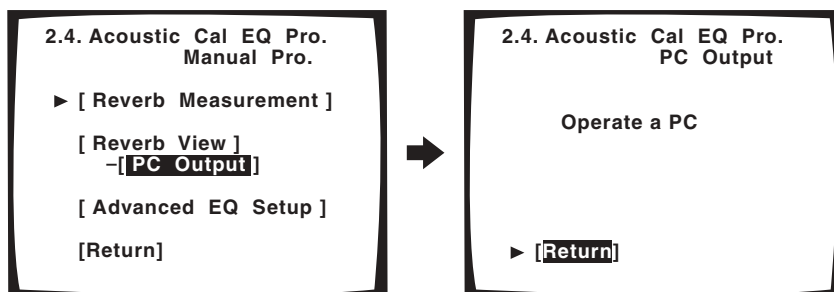 2.4. Acoustic Cal EQ Pro.
Manual Pro.
► [ Reverb Measurement ]
[ Reverb View ]
–[ PC Output ]
[ Advanced EQ Setup ]
[Return]
2.4. Acoustic Cal EQ Pro.
PC Output
Operate a PC
► [Return]